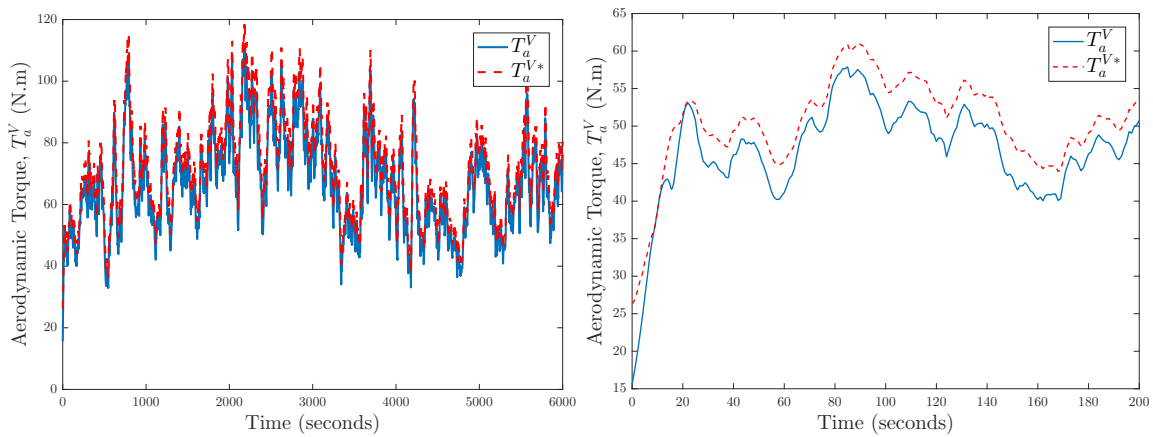 120
100
80
60
40
20
0
0 1000 2000 3000 4000 5000 6000
Time (seconds)
Aerodynamic Torque, T_a^V (N.m)
T_a^V
T_a^{V*}
65
60
55
50
45
40
35
30
25
20
15
0 20 40 60 80 100 120 140 160 180 200
Time (seconds)
Aerodynamic Torque, T_a^V (N.m)
T_a^V
T_a^{V*}